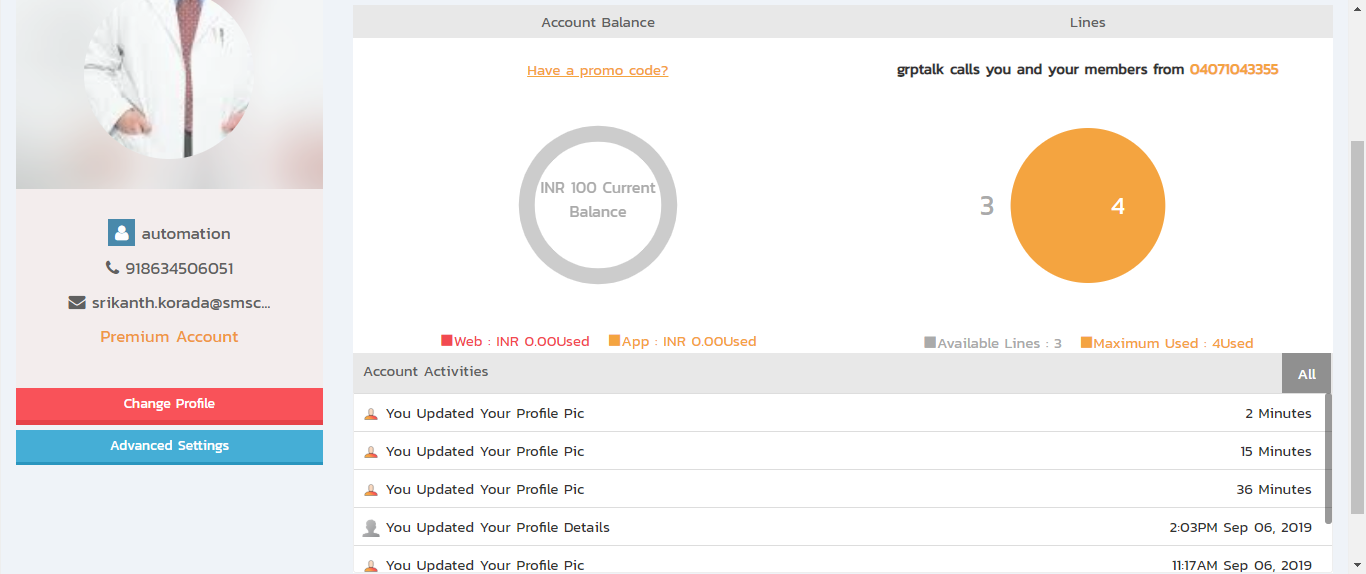 Account Balance
Lines
Have a promo code?
grptalk calls you and your members from 04071043355
INR 100 Current
Balance
3
4
automation
918634506051
srikanth.korada@smsc...
Premium Account
Web : INR 0.00Used
App : INR 0.00Used
Available Lines : 3
Maximum Used : 4Used
Change Profile
Advanced Settings
Account Activities
All
You Updated Your Profile Pic
2 Minutes
You Updated Your Profile Pic
15 Minutes
You Updated Your Profile Pic
36 Minutes
You Updated Your Profile Details
2:03PM Sep 06, 2019
You Updated Your Profile Pic
11:17AM Sep 06, 2019